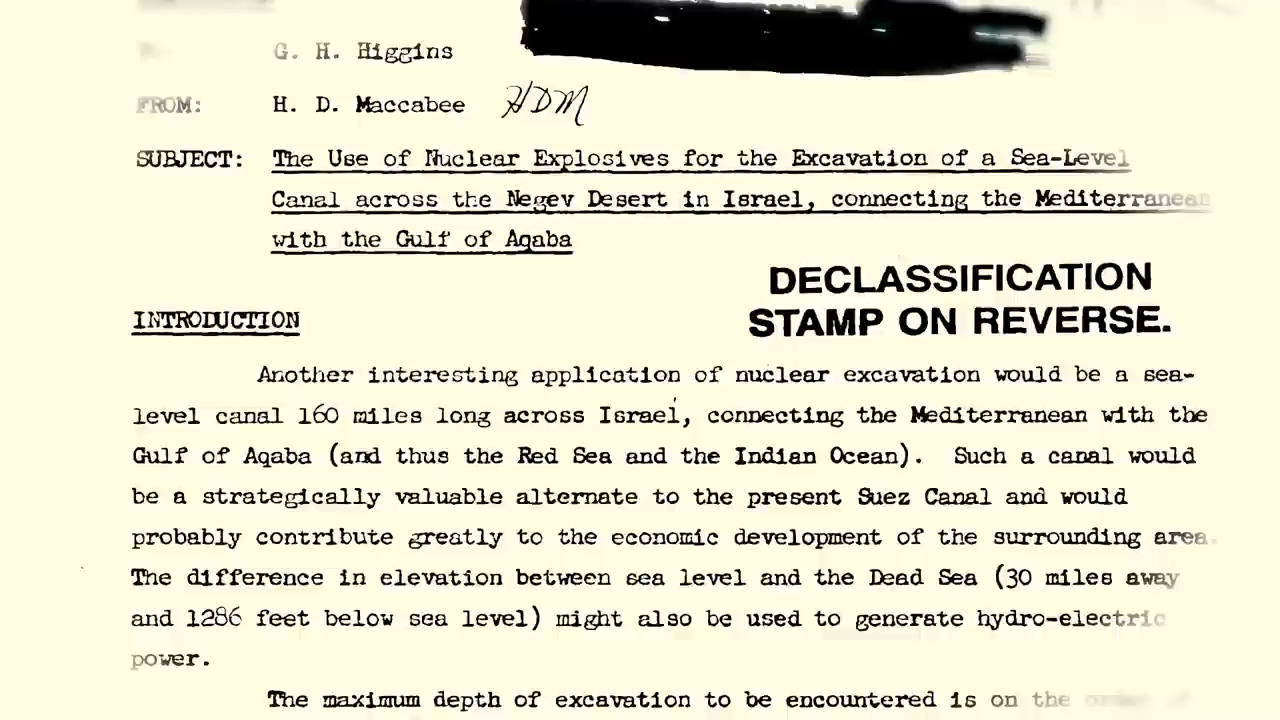 G. H. Higgins
FROM: H. D. Maccabee HDM
SUBJECT: The Use of Nuclear Explosives for the Excavation of a Sea-Level
Canal across the Negev Desert in Israel, connecting the Mediterranean
with the Gulf of Aqaba
DECLASSIFICATION
STAMP ON REVERSE.
INTRODUCTION
Another interesting application of nuclear excavation would be a sea-
level canal 160 miles long across Israel, connecting the Mediterranean with the
Gulf of Aqaba (and thus the Red Sea and the Indian Ocean). Such a canal would
be a strategically valuable alternate to the present Suez Canal and would
probably contribute greatly to the economic development of the surrounding area.
The difference in elevation between sea level and the Dead Sea (30 miles away
and 1286 feet below sea level) might also be used to generate hydro-electric
power.
The maximum depth of excavation to be encountered is on the order of